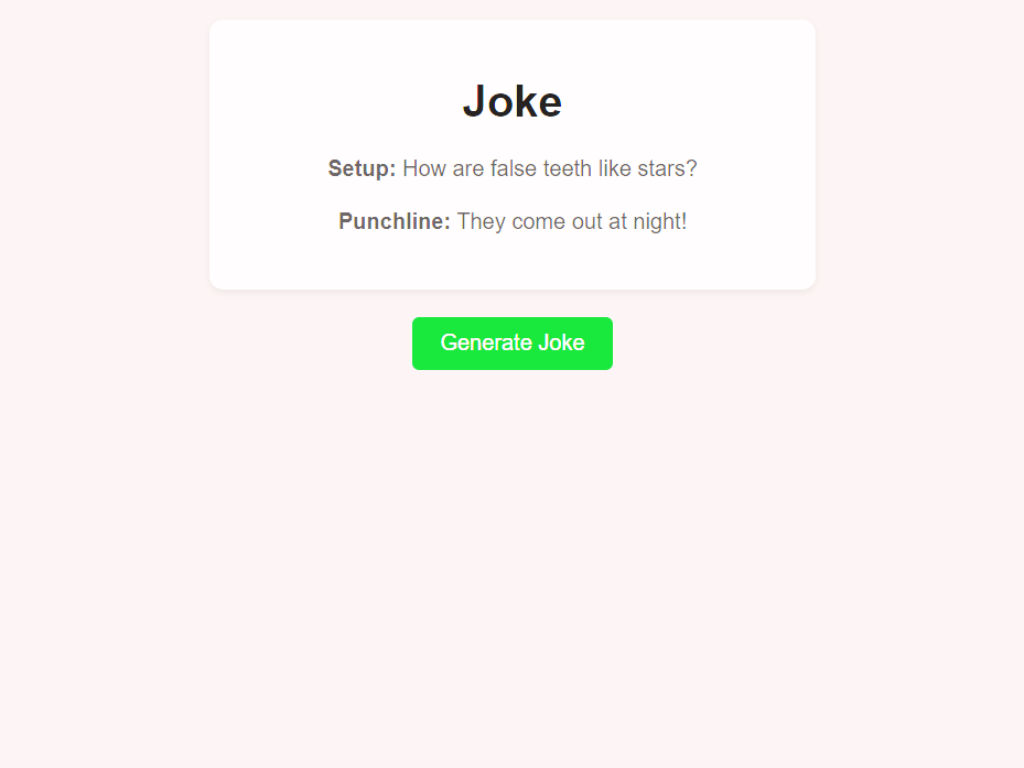 Joke
Setup: How are false teeth like stars?
Punchline: They come out at night!
Generate Joke